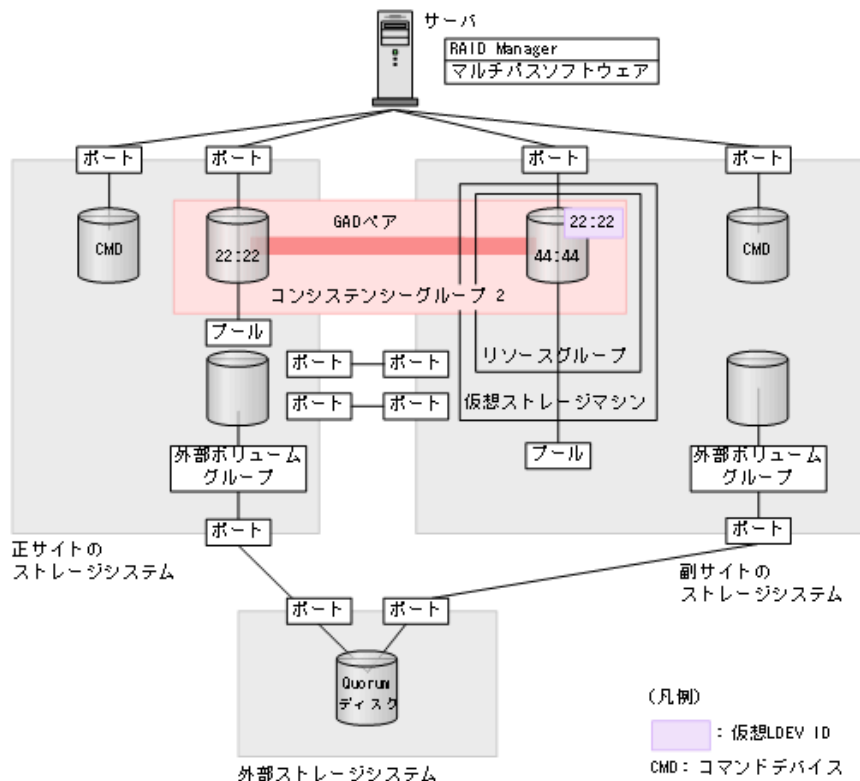 サーバ
RAID Manager
マルチパスソフトウェア
ポート
ポート
ポート
ポート
CMD
22:22
GADペア
44:44
22:22
CMD
コンシステンシーグループ 2
プール
リソースグループ
ポート
ポート
ポート
ポート
仮想ストレージマシン
プール
外部ボリューム
グループ
外部ボリューム
グループ
ポート
ポート
正サイトの
ストレージシステム
副サイトの
ストレージシステム
ポート
ポート
Quorum
ディスク
外部ストレージシステム
(凡例)
: 仮想LDEV ID
CMD: コマンドデバイス